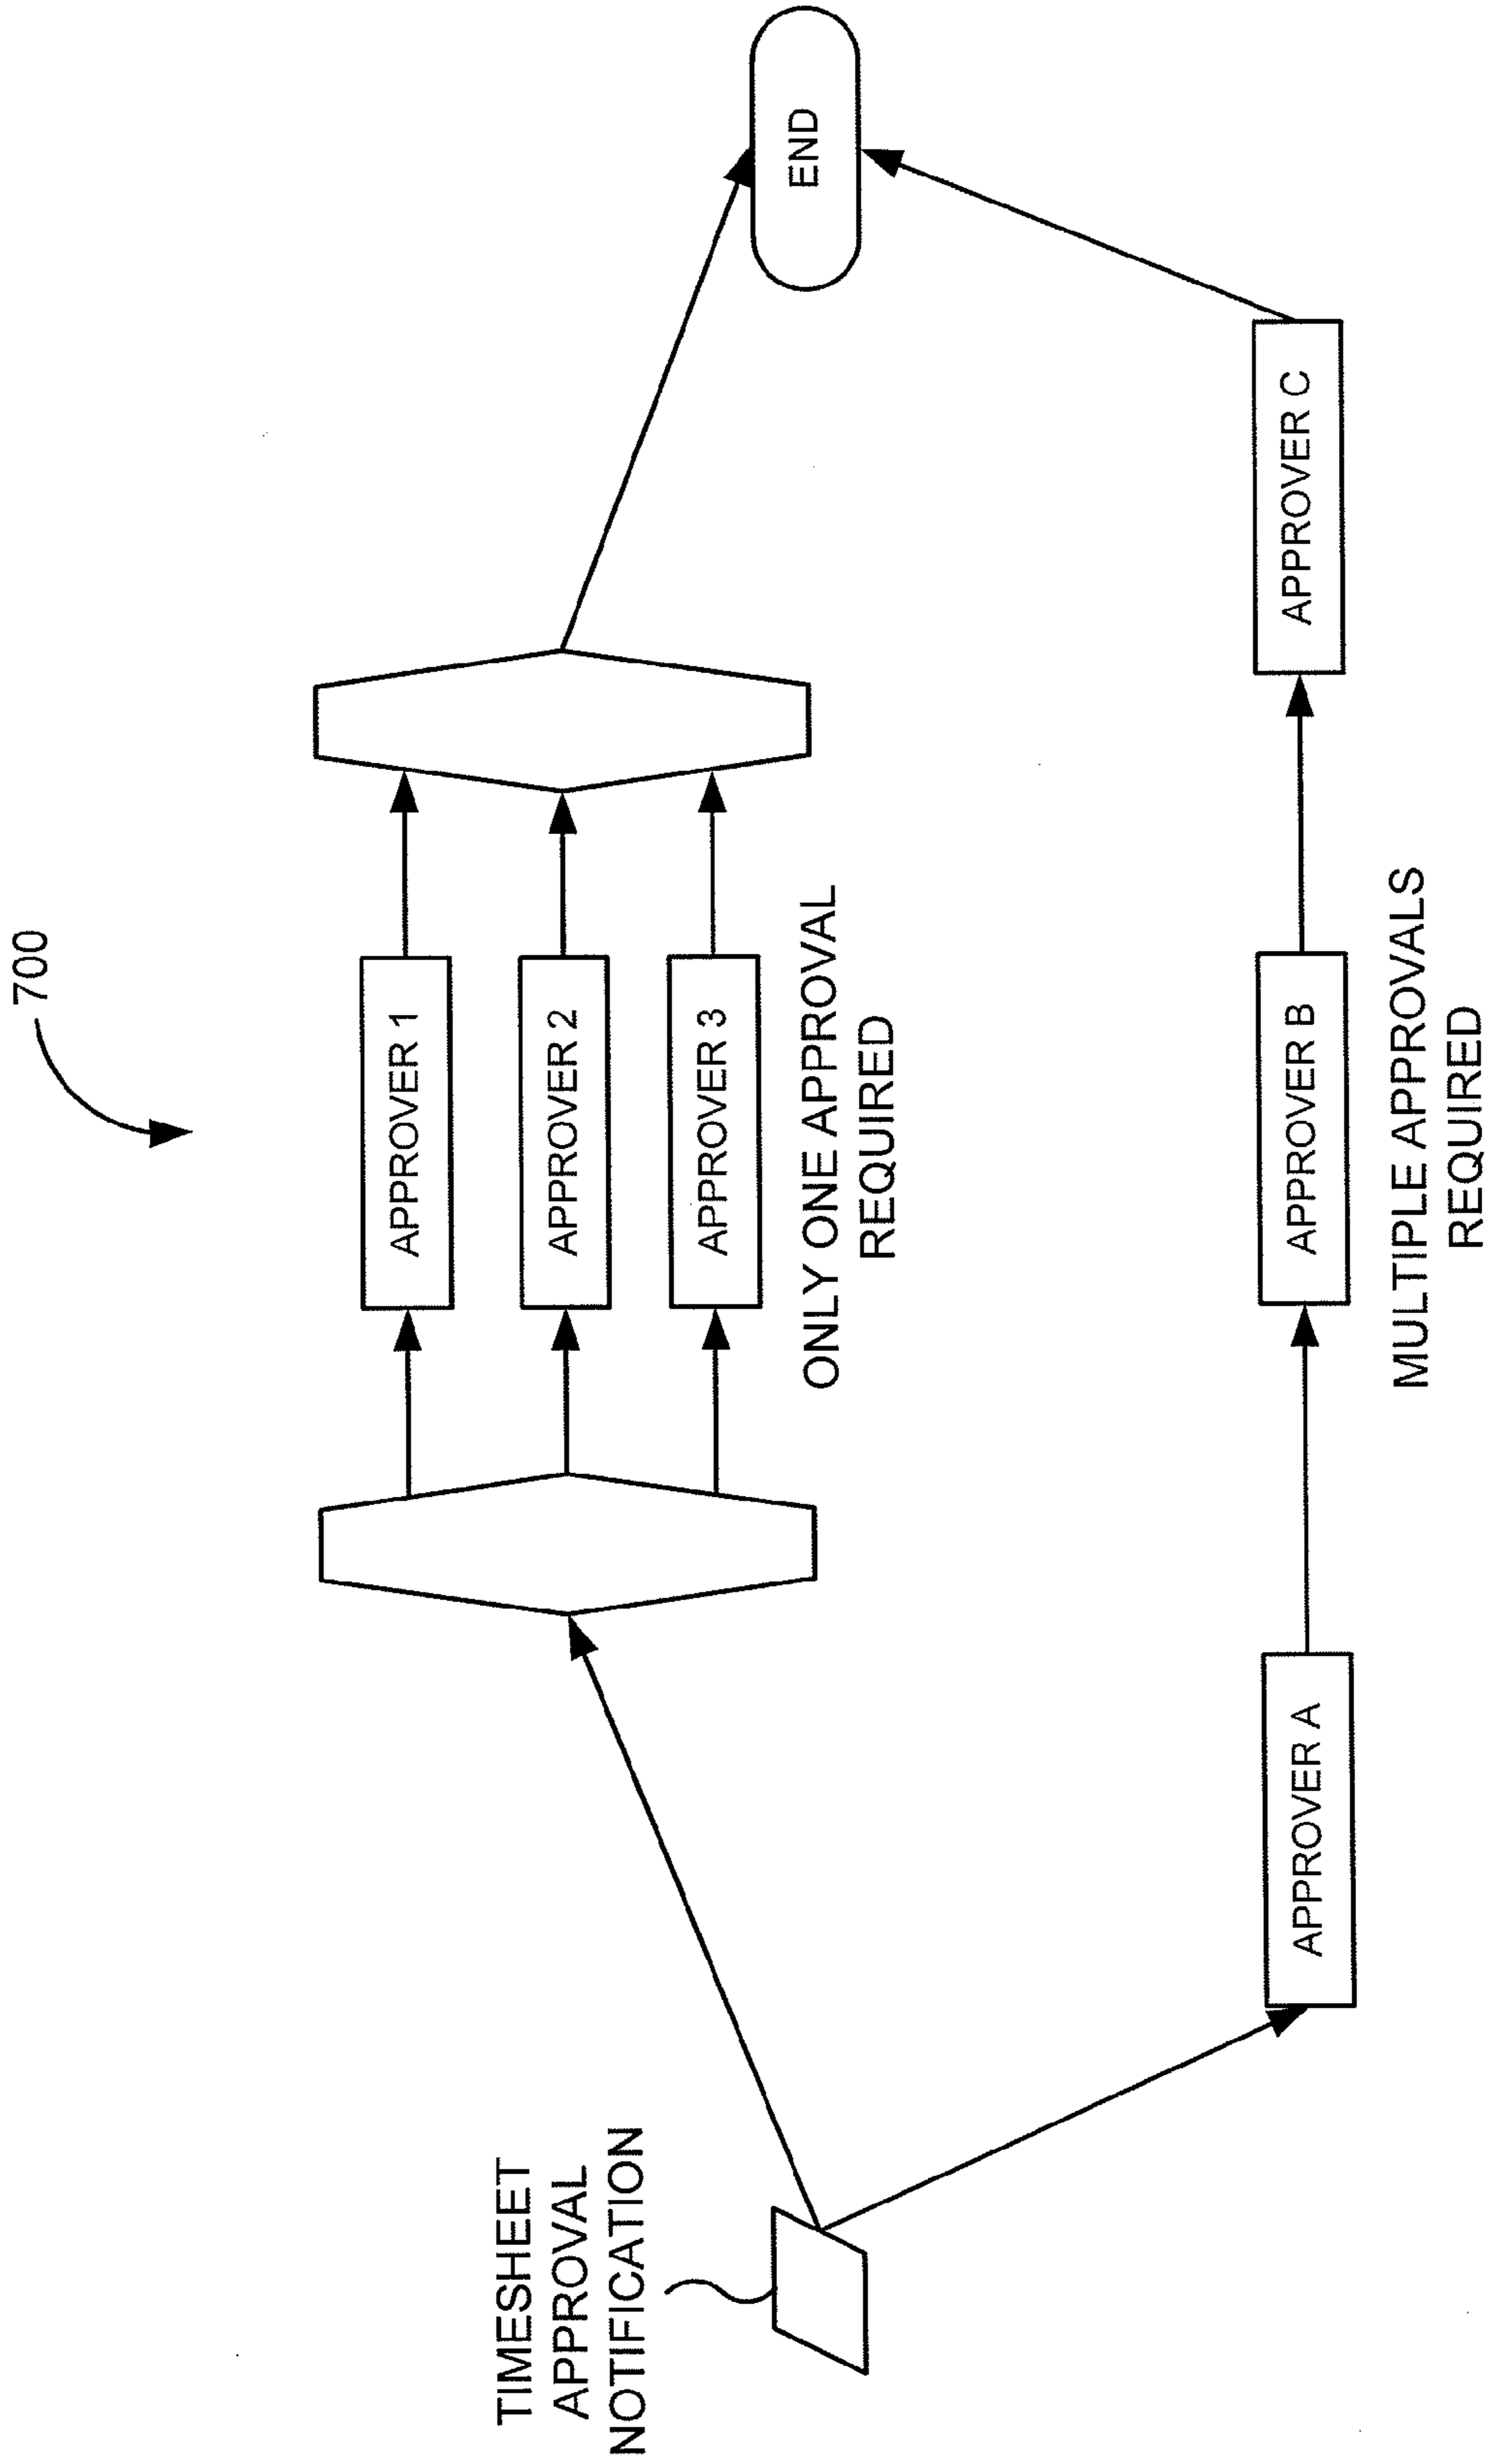 700
TIMESHEET
APPROVAL
NOTIFICATION
APPROVER 1
APPROVER 2
APPROVER 3
ONLY ONE APPROVAL
REQUIRED
END
APPROVER A
APPROVER B
APPROVER C
MULTIPLE APPROVALS
REQUIRED